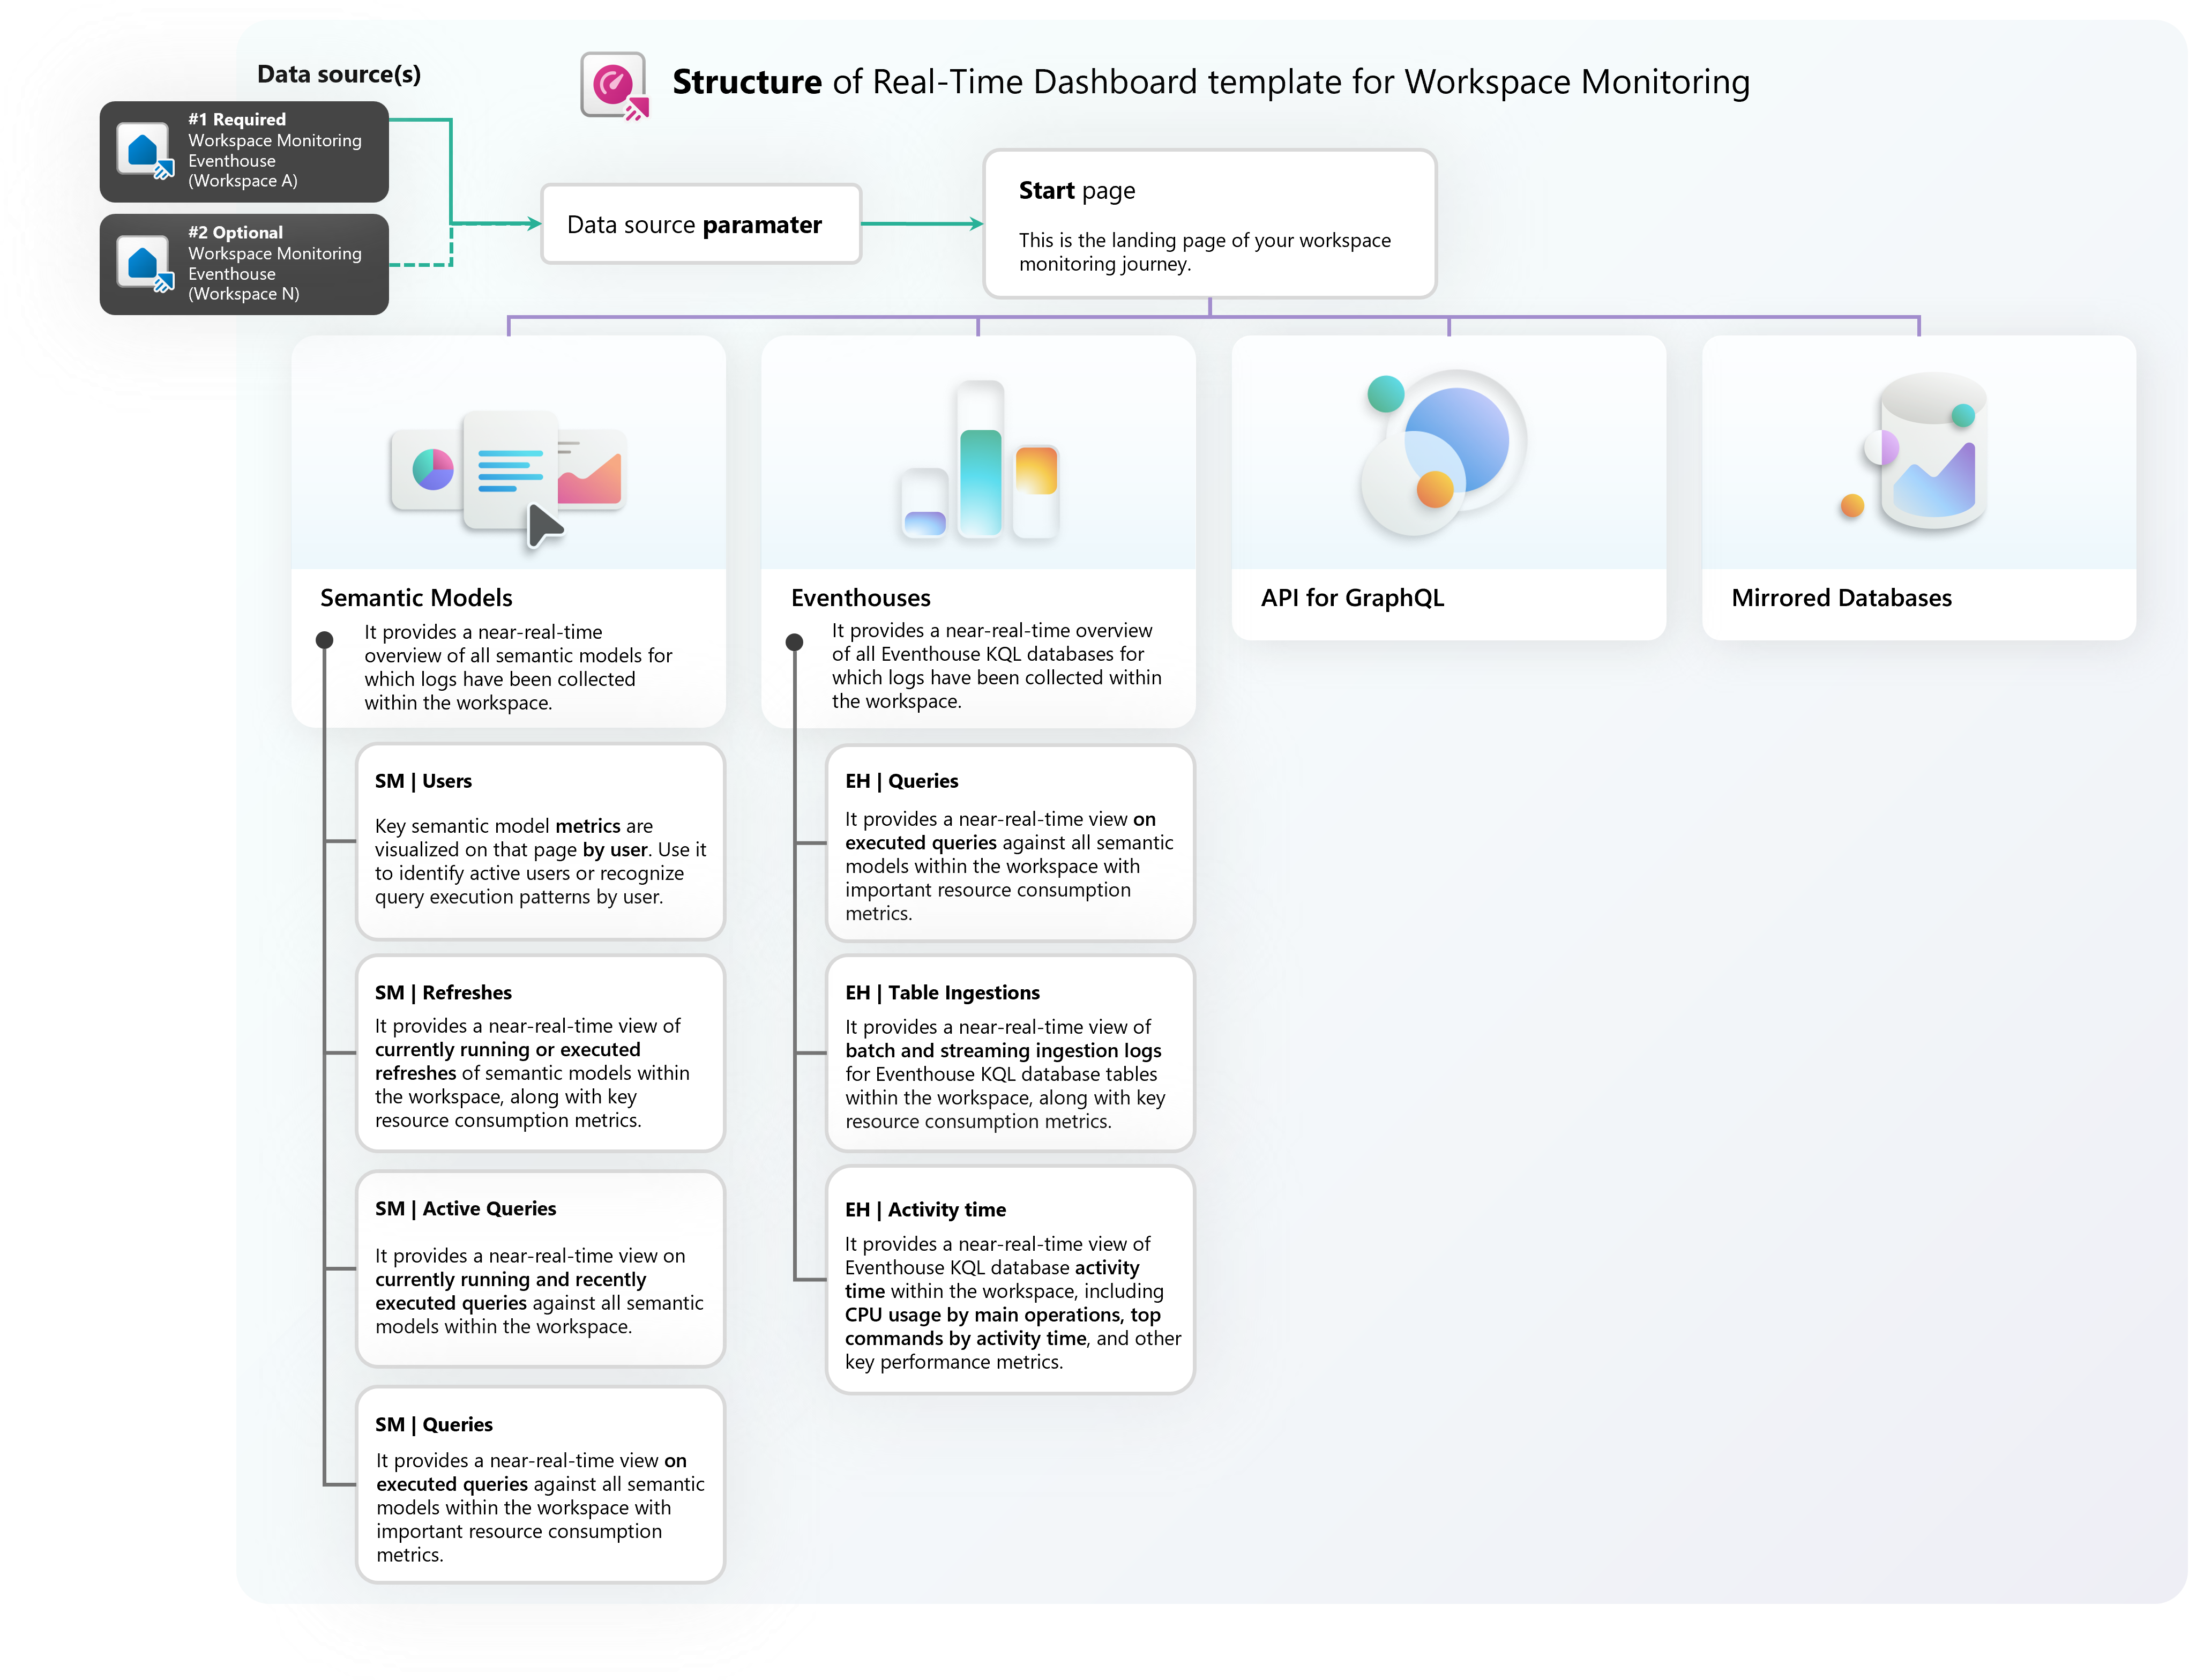 Data source(s)
Structure of Real-Time Dashboard template for Workspace Monitoring
#1 Required
Workspace Monitoring
Eventhouse
(Workspace A)
#2 Optional
Workspace Monitoring
Eventhouse
(Workspace N)
Data source paramater
Start page
This is the landing page of your workspace
monitoring journey.
Semantic Models
It provides a near-real-time
overview of all semantic models for
which logs have been collected
within the workspace.
SM | Users
Key semantic model metrics are
visualized on that page by user. Use it
to identify active users or recognize
query execution patterns by user.
SM | Refreshes
It provides a near-real-time view of
currently running or executed
refreshes of semantic models within
the workspace, along with key
resource consumption metrics.
SM | Active Queries
It provides a near-real-time view on
currently running and recently
executed queries against all semantic
models within the workspace.
SM | Queries
It provides a near-real-time view on
executed queries against all semantic
models within the workspace with
important resource consumption
metrics.
Eventhouses
It provides a near-real-time overview
of all Eventhouse KQL databases for
which logs have been collected within
the workspace.
EH | Queries
It provides a near-real-time view on
executed queries against all semantic
models within the workspace with
important resource consumption
metrics.
EH | Table Ingestions
It provides a near-real-time view of
batch and streaming ingestion logs
for Eventhouse KQL database tables
within the workspace, along with key
resource consumption metrics.
EH | Activity time
It provides a near-real-time view of
Eventhouse KQL database activity
time within the workspace, including
CPU usage by main operations, top
commands by activity time, and other
key performance metrics.
API for GraphQL
Mirrored Databases